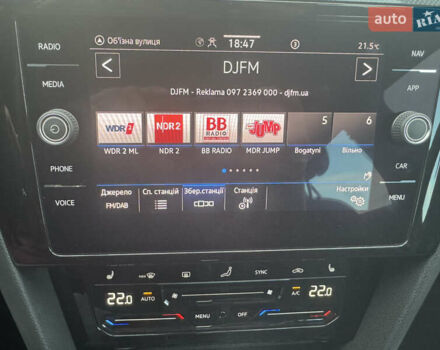 auto RIA
RADIO
MEDIA
PHONE
VOICE
NAV
APP
CAR
MENU
Об'їзна вулиця
18:47
3
21.5°C
DJFM
DJFM - Reklama 097 2369 000 - djfm.ua
WDR 2
NDR 2
BB RADIO
JUMP
5
6
WDR 2 ML
NDR 2
BB RADIO
MDR JUMP
Bogatyni
Вільно
Джерело
Сп. станцій
Збер.станції
Станція
Настройки
FM/DAB
SYNC
22.0
AUTO
A/C
22.0
MENU
OFF